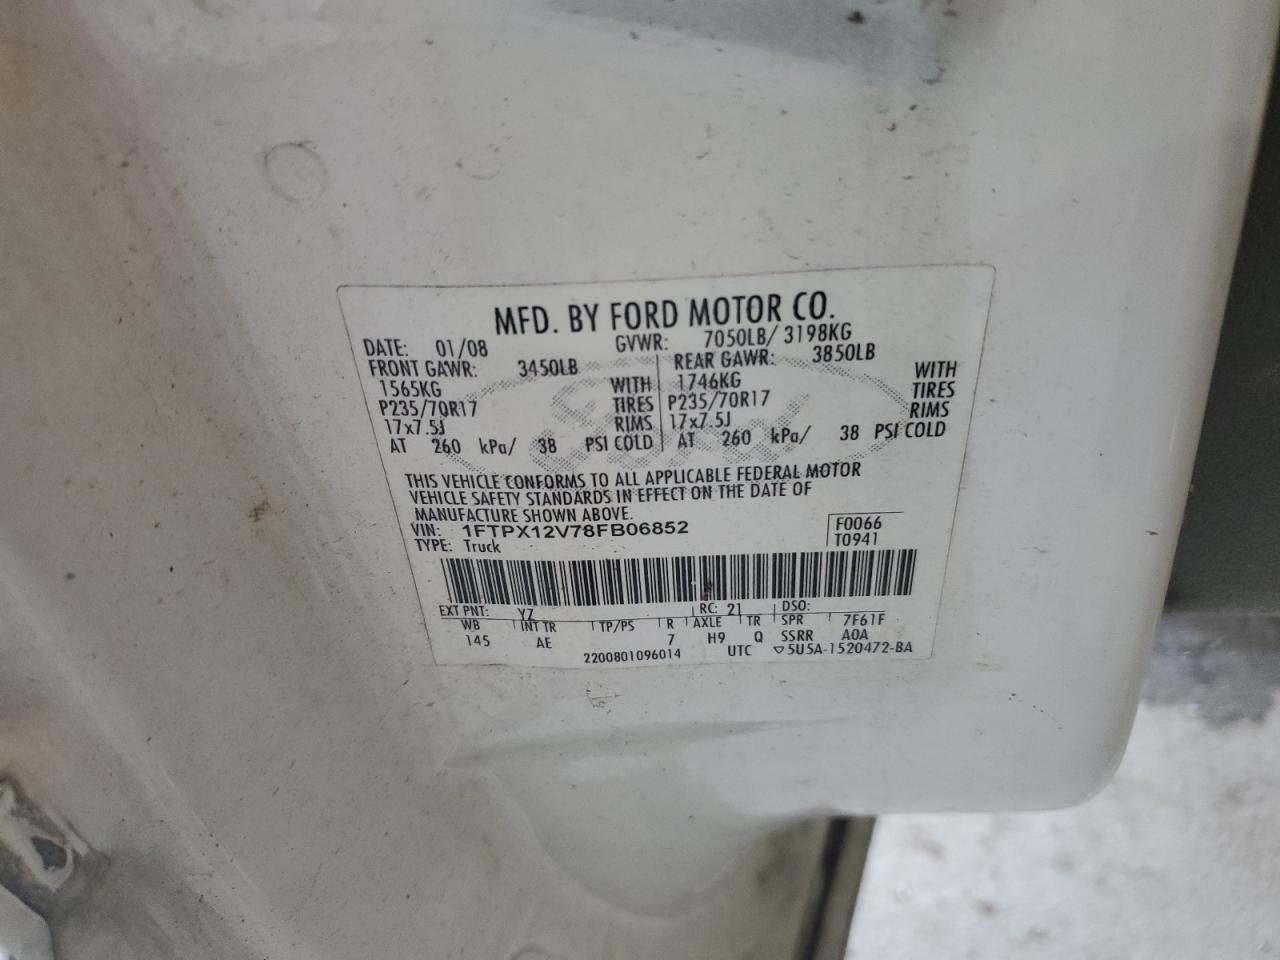 MFD. BY FORD MOTOR CO.
DATE: 01/08 GVWR: 7050LB/ 3198KG
FRONT GAWR: 3450LB REAR GAWR: 3850LB
1565KG WITH 1746KG WITH
P235/70R17 TIRES P235/70R17 TIRES
17x7.5J RIMS 17x7.5J RIMS
AT 260 kPa/ 38 PSI COLD AT 260 kPa/ 38 PSI COLD
Ford
THIS VEHICLE CONFORMS TO ALL APPLICABLE FEDERAL MOTOR
VEHICLE SAFETY STANDARDS IN EFFECT ON THE DATE OF
MANUFACTURE SHOWN ABOVE.
VIN: 1FTPX12V78FB06852 F0066
TYPE: Truck T0941
EXT PNT: YZ RC: 21 DSO:
WB INT TR TP/PS R AXLE TR SPR 7F61F
145 AE 7 H9 Q SSRR A0A
2200801096014 UTC ▽5U5A-1520472-BA